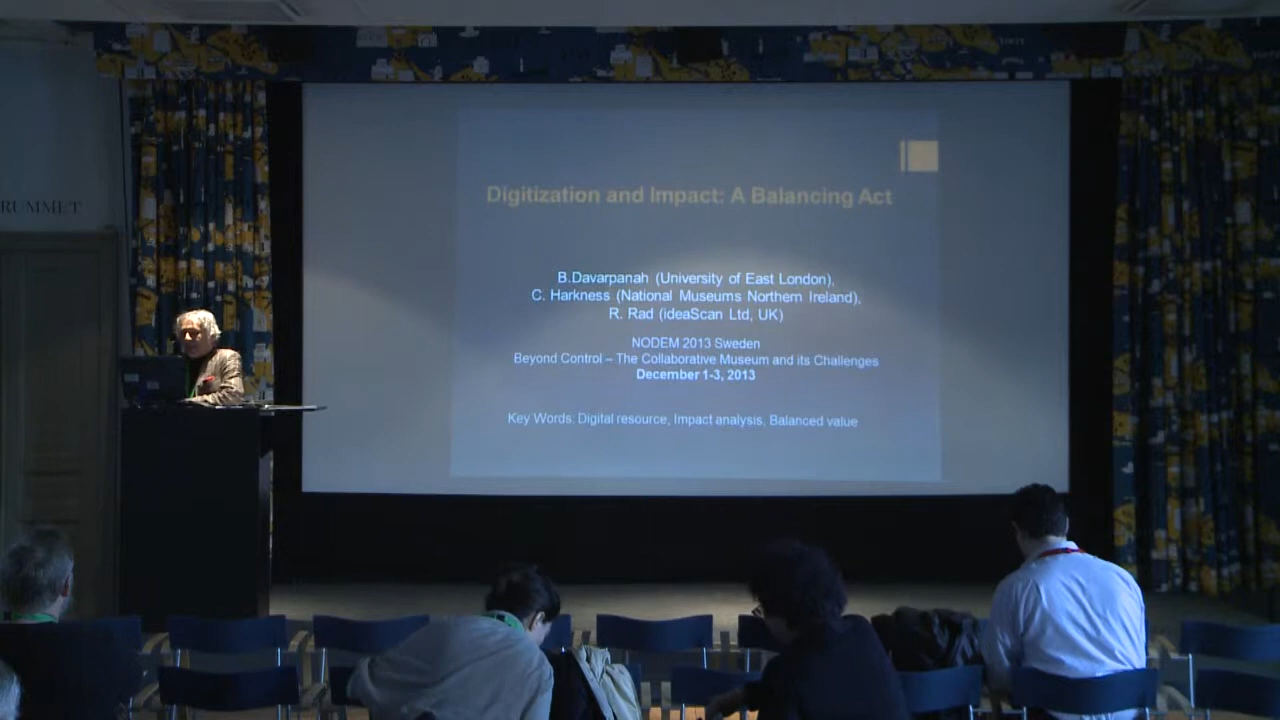 RUMMET
Digitization and Impact: A Balancing Act
B.Davarpanah (University of East London),
C. Harkness (National Museums Northern Ireland),
R. Rad (ideaScan Ltd, UK)
NODEM 2013 Sweden
Beyond Control – The Collaborative Museum and its Challenges
December 1-3, 2013
Key Words: Digital resource, Impact analysis, Balanced value